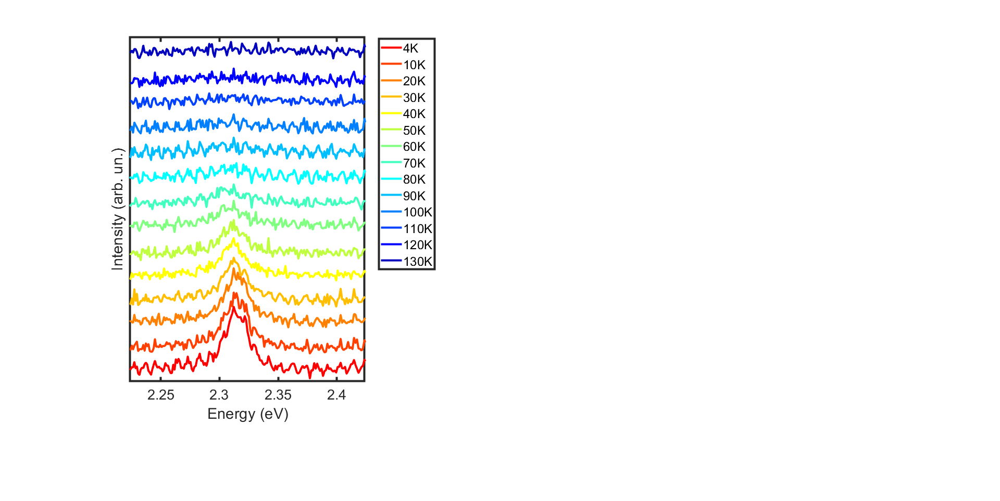 Intensity (arb. un.)
2.25
2.3
2.35
2.4
Energy (eV)
4K
10K
20K
30K
40K
50K
60K
70K
80K
90K
100K
110K
120K
130K